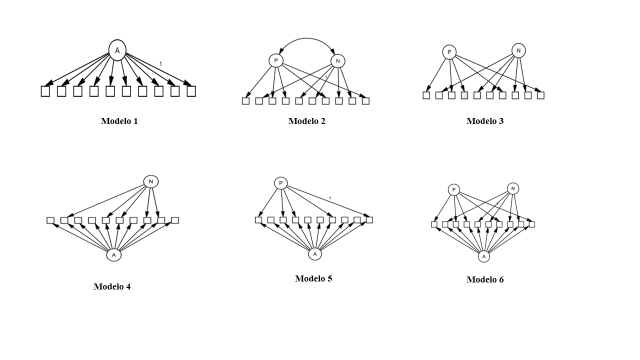 A
1
Modelo 1
P N
Modelo 2
P N
Modelo 3
N
A
Modelo 4
P
1
A
Modelo 5
P N
A
Modelo 6